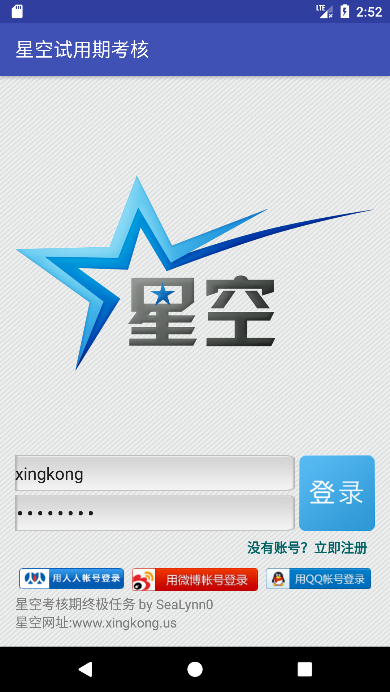 LTE 2:52
星空试用期考核
星空
xingkong
••••••••
登录
没有账号？立即注册
用人人帐号登录
用微博帐号登录
用QQ帐号登录
星空考核期终极任务 by SeaLynn0
星空网址:www.xingkong.us